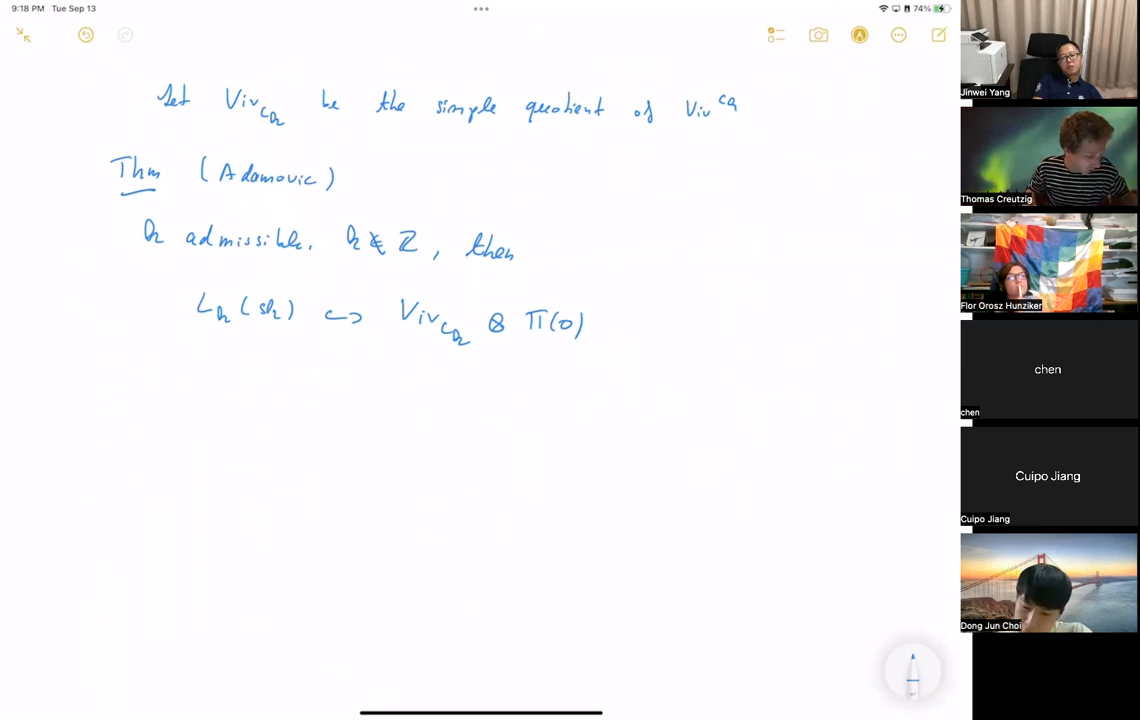 9:18 PM Tue Sep 13
74%
Let Vir_{c_k} be the simple quotient of Vir^{c_k}
Thm (Adamovic)
k admissible. k ∉ ℤ, then
L_k(sl_2) ↪ Vir_{c_k} ⊗ Π(0)
Jinwei Yang
Thomas Creutzig
Flor Orosz Hunziker
chen
chen
Cuipo Jiang
Cuipo Jiang
Dong Jun Choi